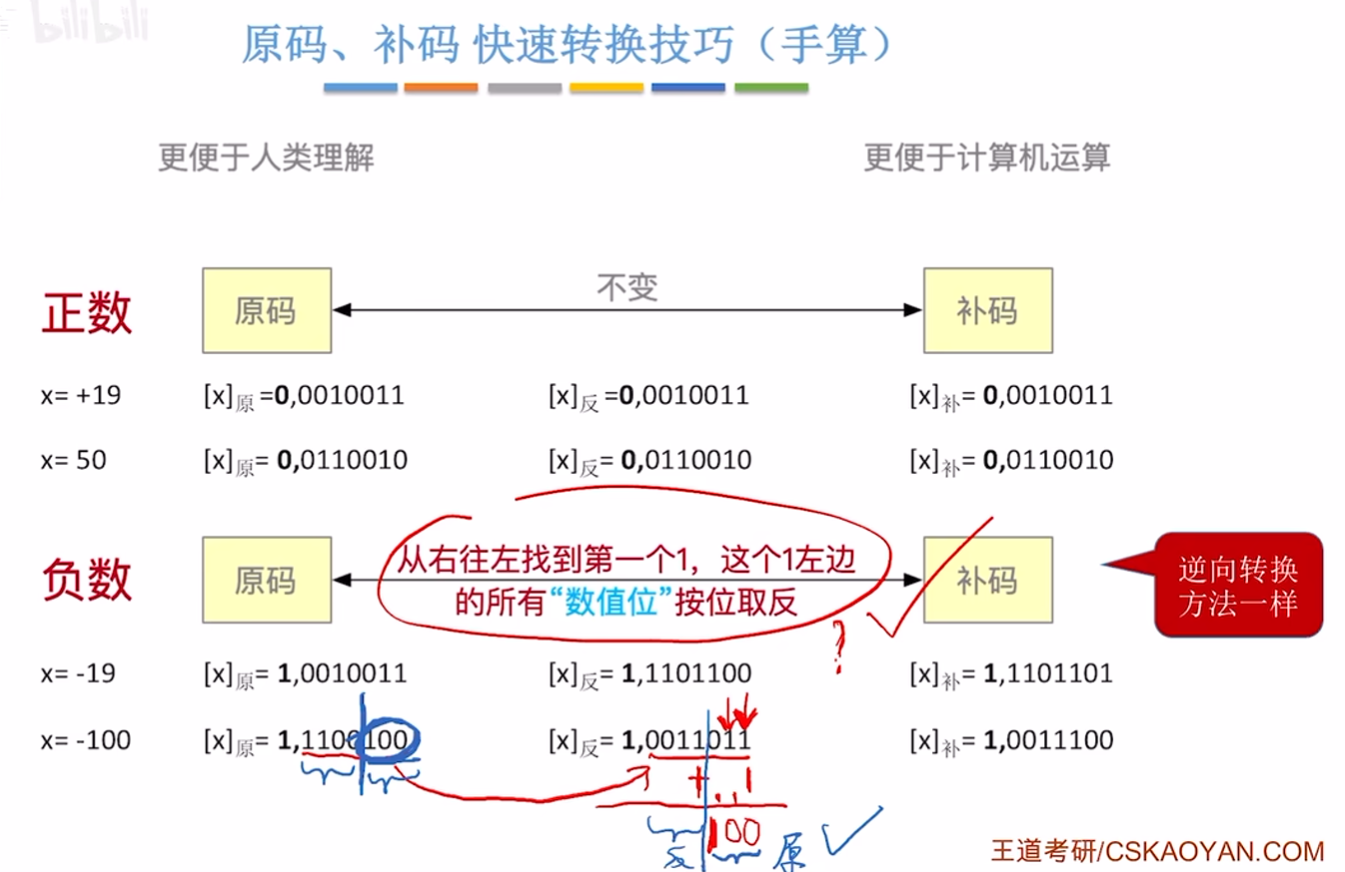 bilibili
原码、补码 快速转换技巧（手算）
更便于人类理解 更便于计算机运算
正数 原码 不变 补码
x= +19 [x]原 =0,0010011 [x]反 =0,0010011 [x]补= 0,0010011
x= 50 [x]原= 0,0110010 [x]反= 0,0110010 [x]补= 0,0110010
负数 原码 从右往左找到第一个1，这个1左边 补码 逆向转换
的所有“数值位”按位取反 方法一样
?
x= -19 [x]原= 1,0010011 [x]反= 1,1101100 [x]补= 1,1101101
x= -100 [x]原= 1,1100100 [x]反= 1,0011011 [x]补= 1,0011100
+ 1
100
反 原
王道考研/CSKAOYAN.COM